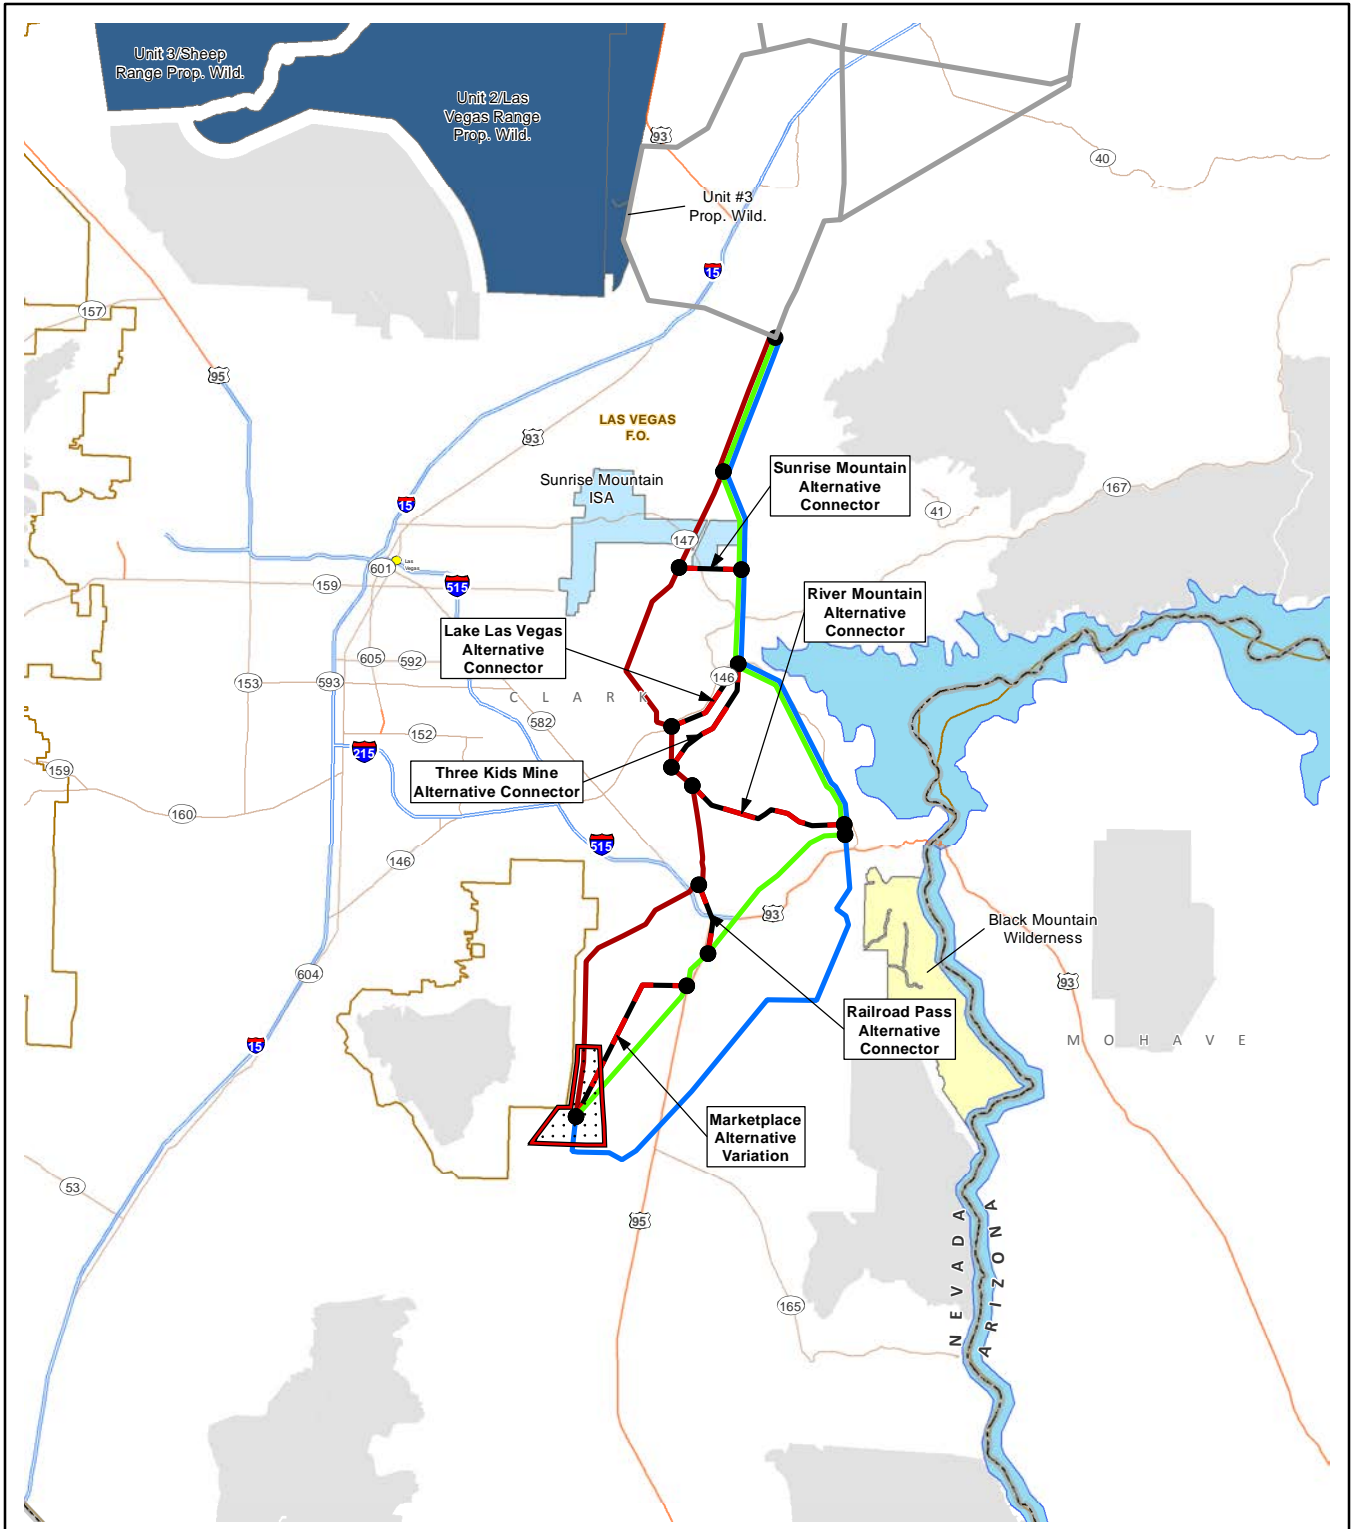 Unit 3/Sheep
Range Prop. Wild.
Unit 2/Las
Vegas Range
Prop. Wild.
93
40
Unit #3
Prop. Wild.
15
157
95
LAS VEGAS
F.O.
93
Sunrise Mountain
ISA
Sunrise Mountain
Alternative
Connector
167
15
41
147
601
Las
Vegas
159
515
River Mountain
Alternative
Connector
Lake Las Vegas
Alternative
Connector
605
592
146
153
593
CLARK
582
152
215
159
Three Kids Mine
Alternative Connector
160
515
146
93
Black Mountain
Wilderness
604
93
Railroad Pass
Alternative
Connector
15
MOHAVE
Marketplace
Alternative
Variation
53
95
NEVADA
ARIZONA
165